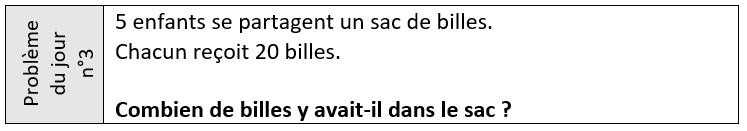 Problème
du jour
n°3
5 enfants se partagent un sac de billes.
Chacun reçoit 20 billes.
Combien de billes y avait-il dans le sac ?